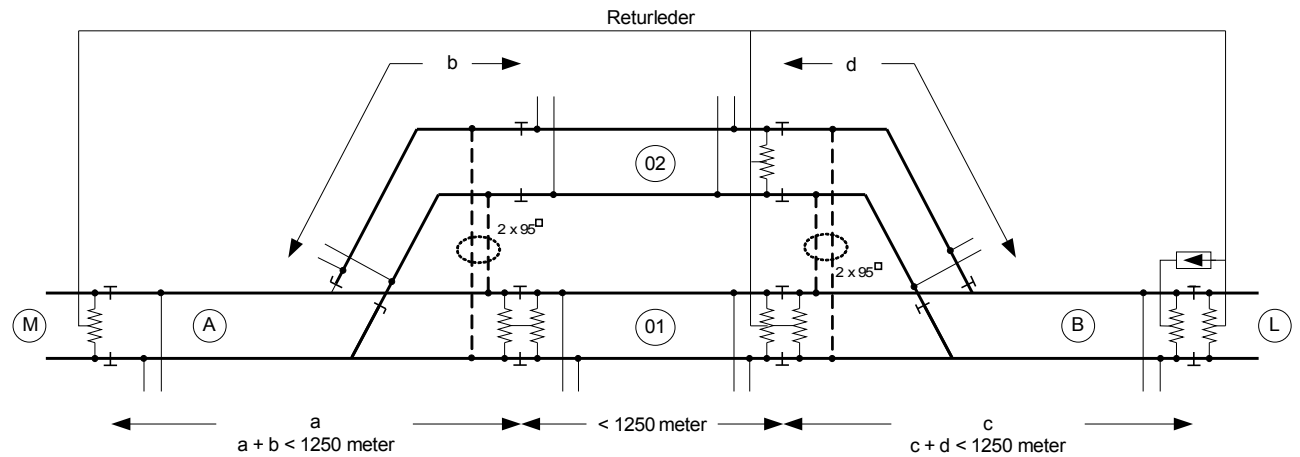 Returleder
b
d
02
2 x 95□
2 x 95□
M
A
01
B
L
a
a + b < 1250 meter
< 1250 meter
c
c + d < 1250 meter